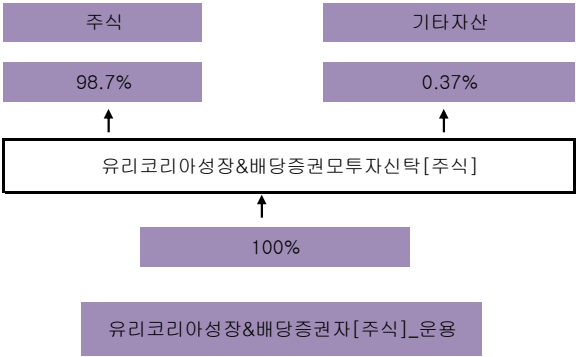 주식 기타자산
98.7% 0.37%
유리코리아성장&배당증권모투자신탁[주식]
100%
유리코리아성장&배당증권자[주식]_운용